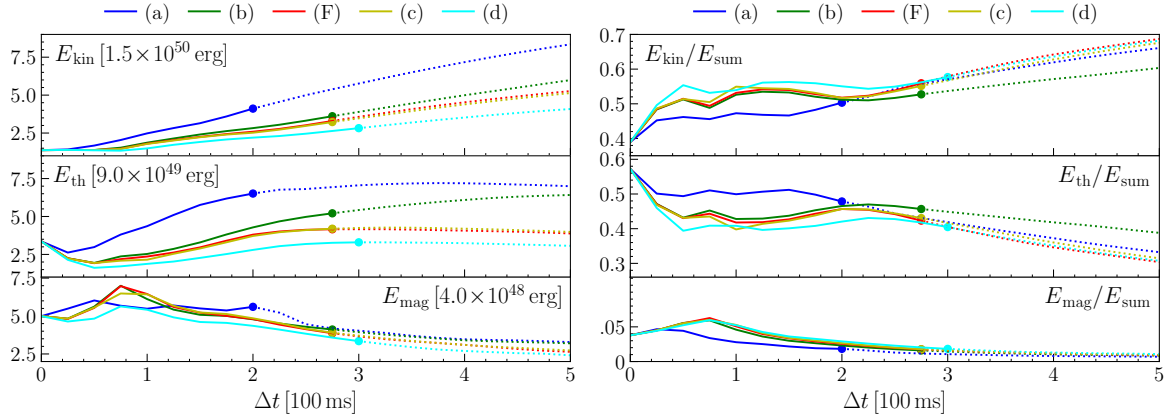 (a) (b) (F) (c) (d)
(a) (b) (F) (c) (d)
E_kin [1.5×10^50 erg]
7.5
5.0
2.5
E_th [9.0×10^49 erg]
7.5
5.0
2.5
E_mag [4.0×10^48 erg]
7.5
5.0
2.5
0 1 2 3 4 5
Δt [100 ms]
E_kin/E_sum
0.7
0.6
0.5
0.4
E_th/E_sum
0.6
0.5
0.4
0.3
E_mag/E_sum
.05
0
0 1 2 3 4 5
Δt [100 ms]